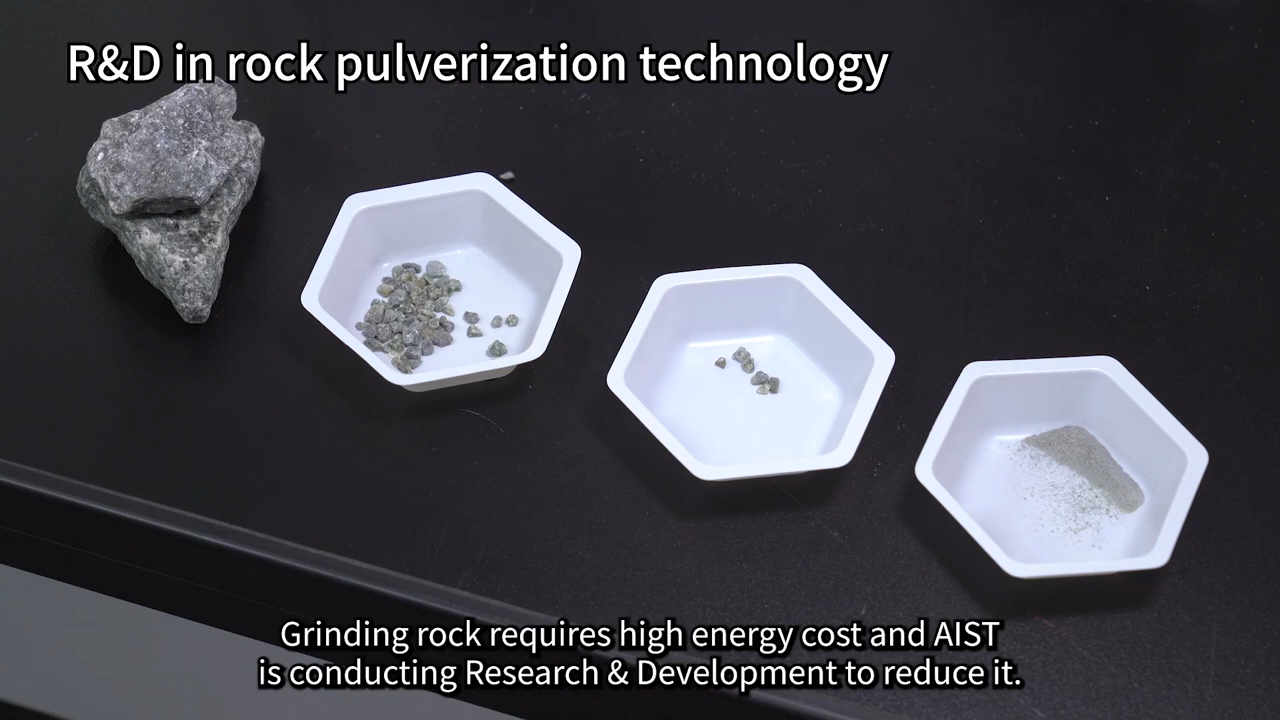 R&D in rock pulverization technology
Grinding rock requires high energy cost and AIST
is conducting Research & Development to reduce it.